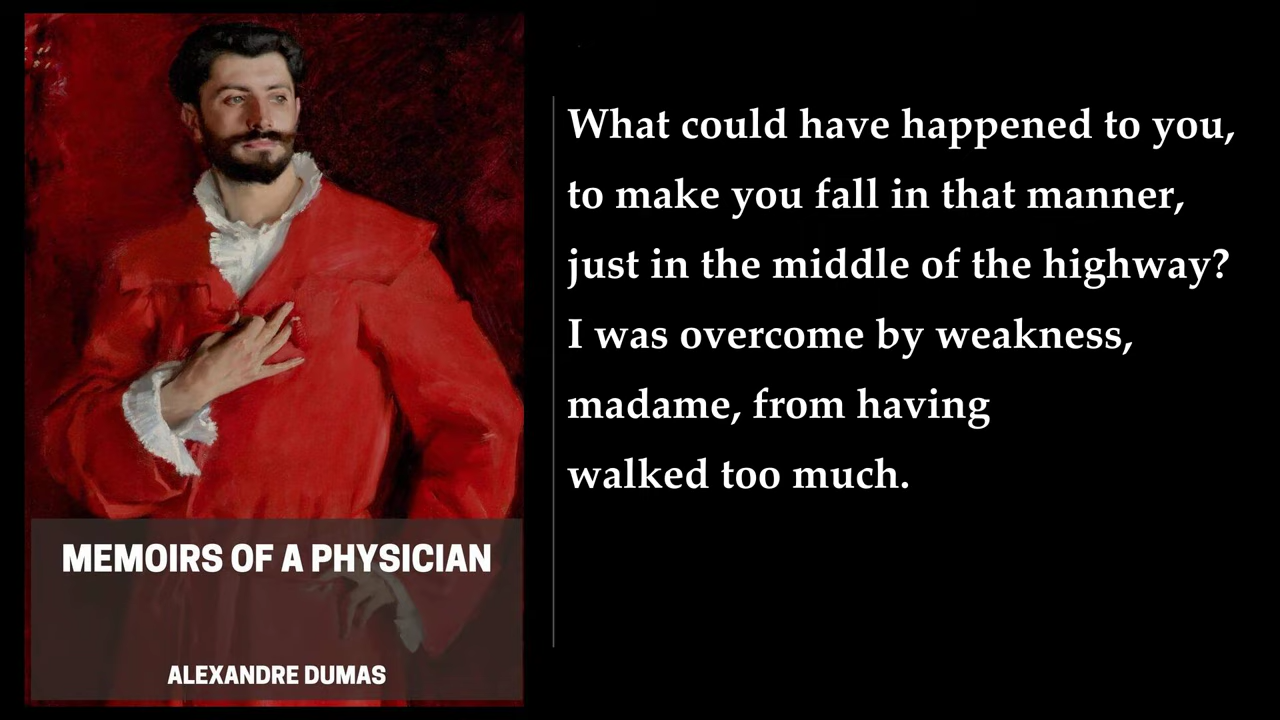 What could have happened to you,
to make you fall in that manner,
just in the middle of the highway?
I was overcome by weakness,
madame, from having
walked too much.
MEMOIRS OF A PHYSICIAN
ALEXANDRE DUMAS